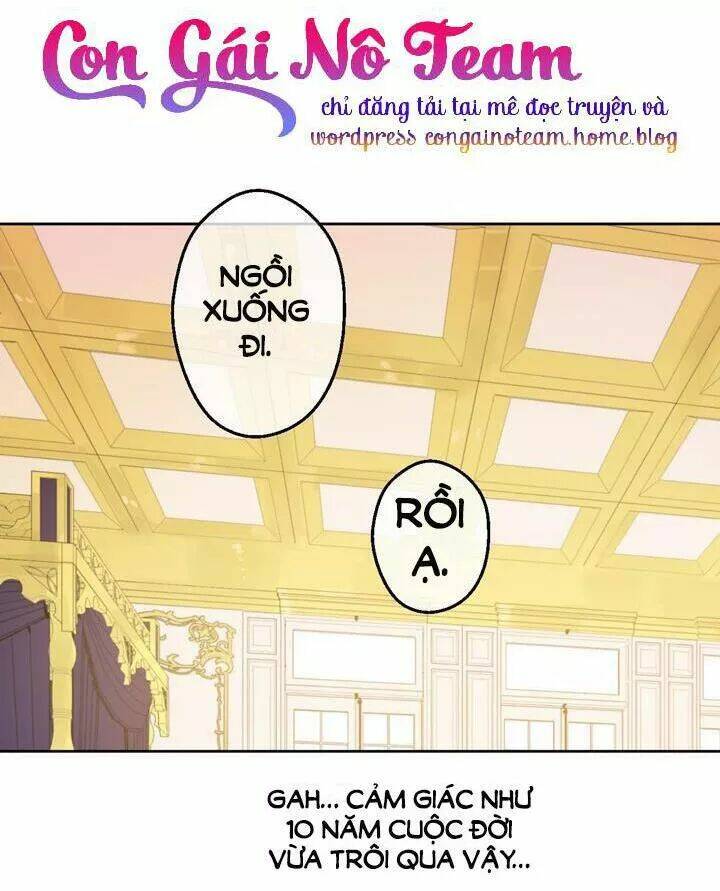 Con Gái Nô Team
chỉ đăng tải tại mê đọc truyện và
wordpress congainoteam.home.blog
NGỒI
XUỐNG
ĐI.
RỒI
Ạ.
GAH... CẢM GIÁC NHƯ
10 NĂM CUỘC ĐỜI
VỪA TRÔI QUA VẬY...